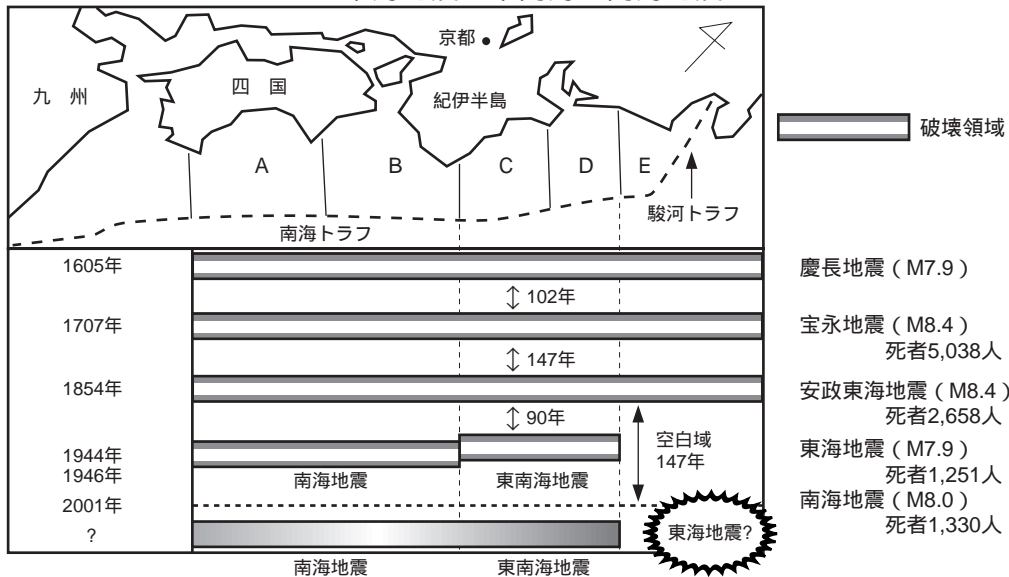 京都
九 州
四 国
紀伊半島
破壊領域
A
B
C
D
E
駿河トラフ
南海トラフ
1605年
慶長地震（M7.9）
102年
1707年
宝永地震（M8.4）
死者5,038人
147年
1854年
安政東海地震（M8.4）
死者2,658人
90年
空白域
147年
1944年
1946年
東海地震（M7.9）
死者1,251人
南海地震
東南海地震
2001年
南海地震（M8.0）
死者1,330人
?
東海地震?
南海地震
東南海地震